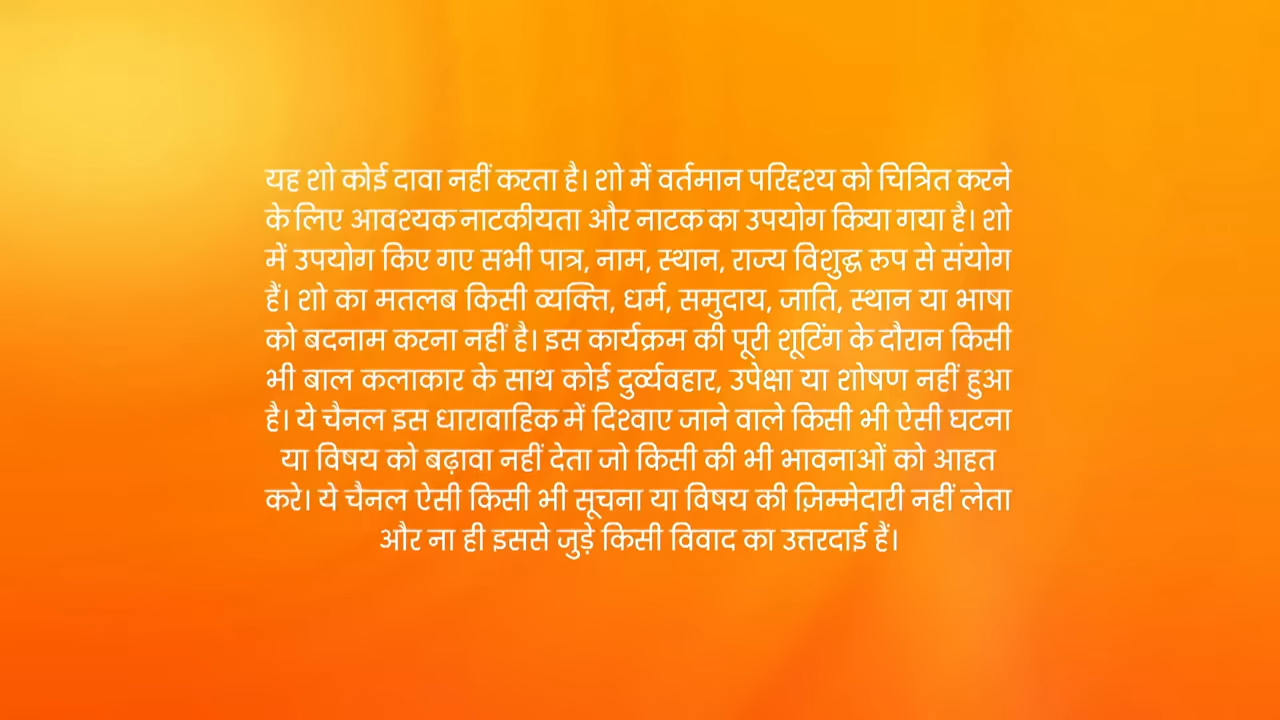 यह शो कोई दावा नहीं करता है। शो में वर्तमान परिद्दश्य को चित्रित करने
के लिए आवश्यक नाटकीयता और नाटक का उपयोग किया गया है। शो
में उपयोग किए गए सभी पात्र, नाम, स्थान, राज्य विशुद्ध रूप से संयोग
हैं। शो का मतलब किसी व्यक्ति, धर्म, समुदाय, जाति, स्थान या भाषा
को बदनाम करना नहीं है। इस कार्यक्रम की पूरी शूटिंग के दौरान किसी
भी बाल कलाकार के साथ कोई दुर्व्यवहार, उपेक्षा या शोषण नहीं हुआ
है। ये चैनल इस धारावाहिक में दिश्वाए जाने वाले किसी भी ऐसी घटना
या विषय को बढ़ावा नहीं देता जो किसी की भी भावनाओं को आहत
करे। ये चैनल ऐसी किसी भी सूचना या विषय की ज़िम्मेदारी नहीं लेता
और ना ही इससे जुड़े किसी विवाद का उत्तरदाई हैं।